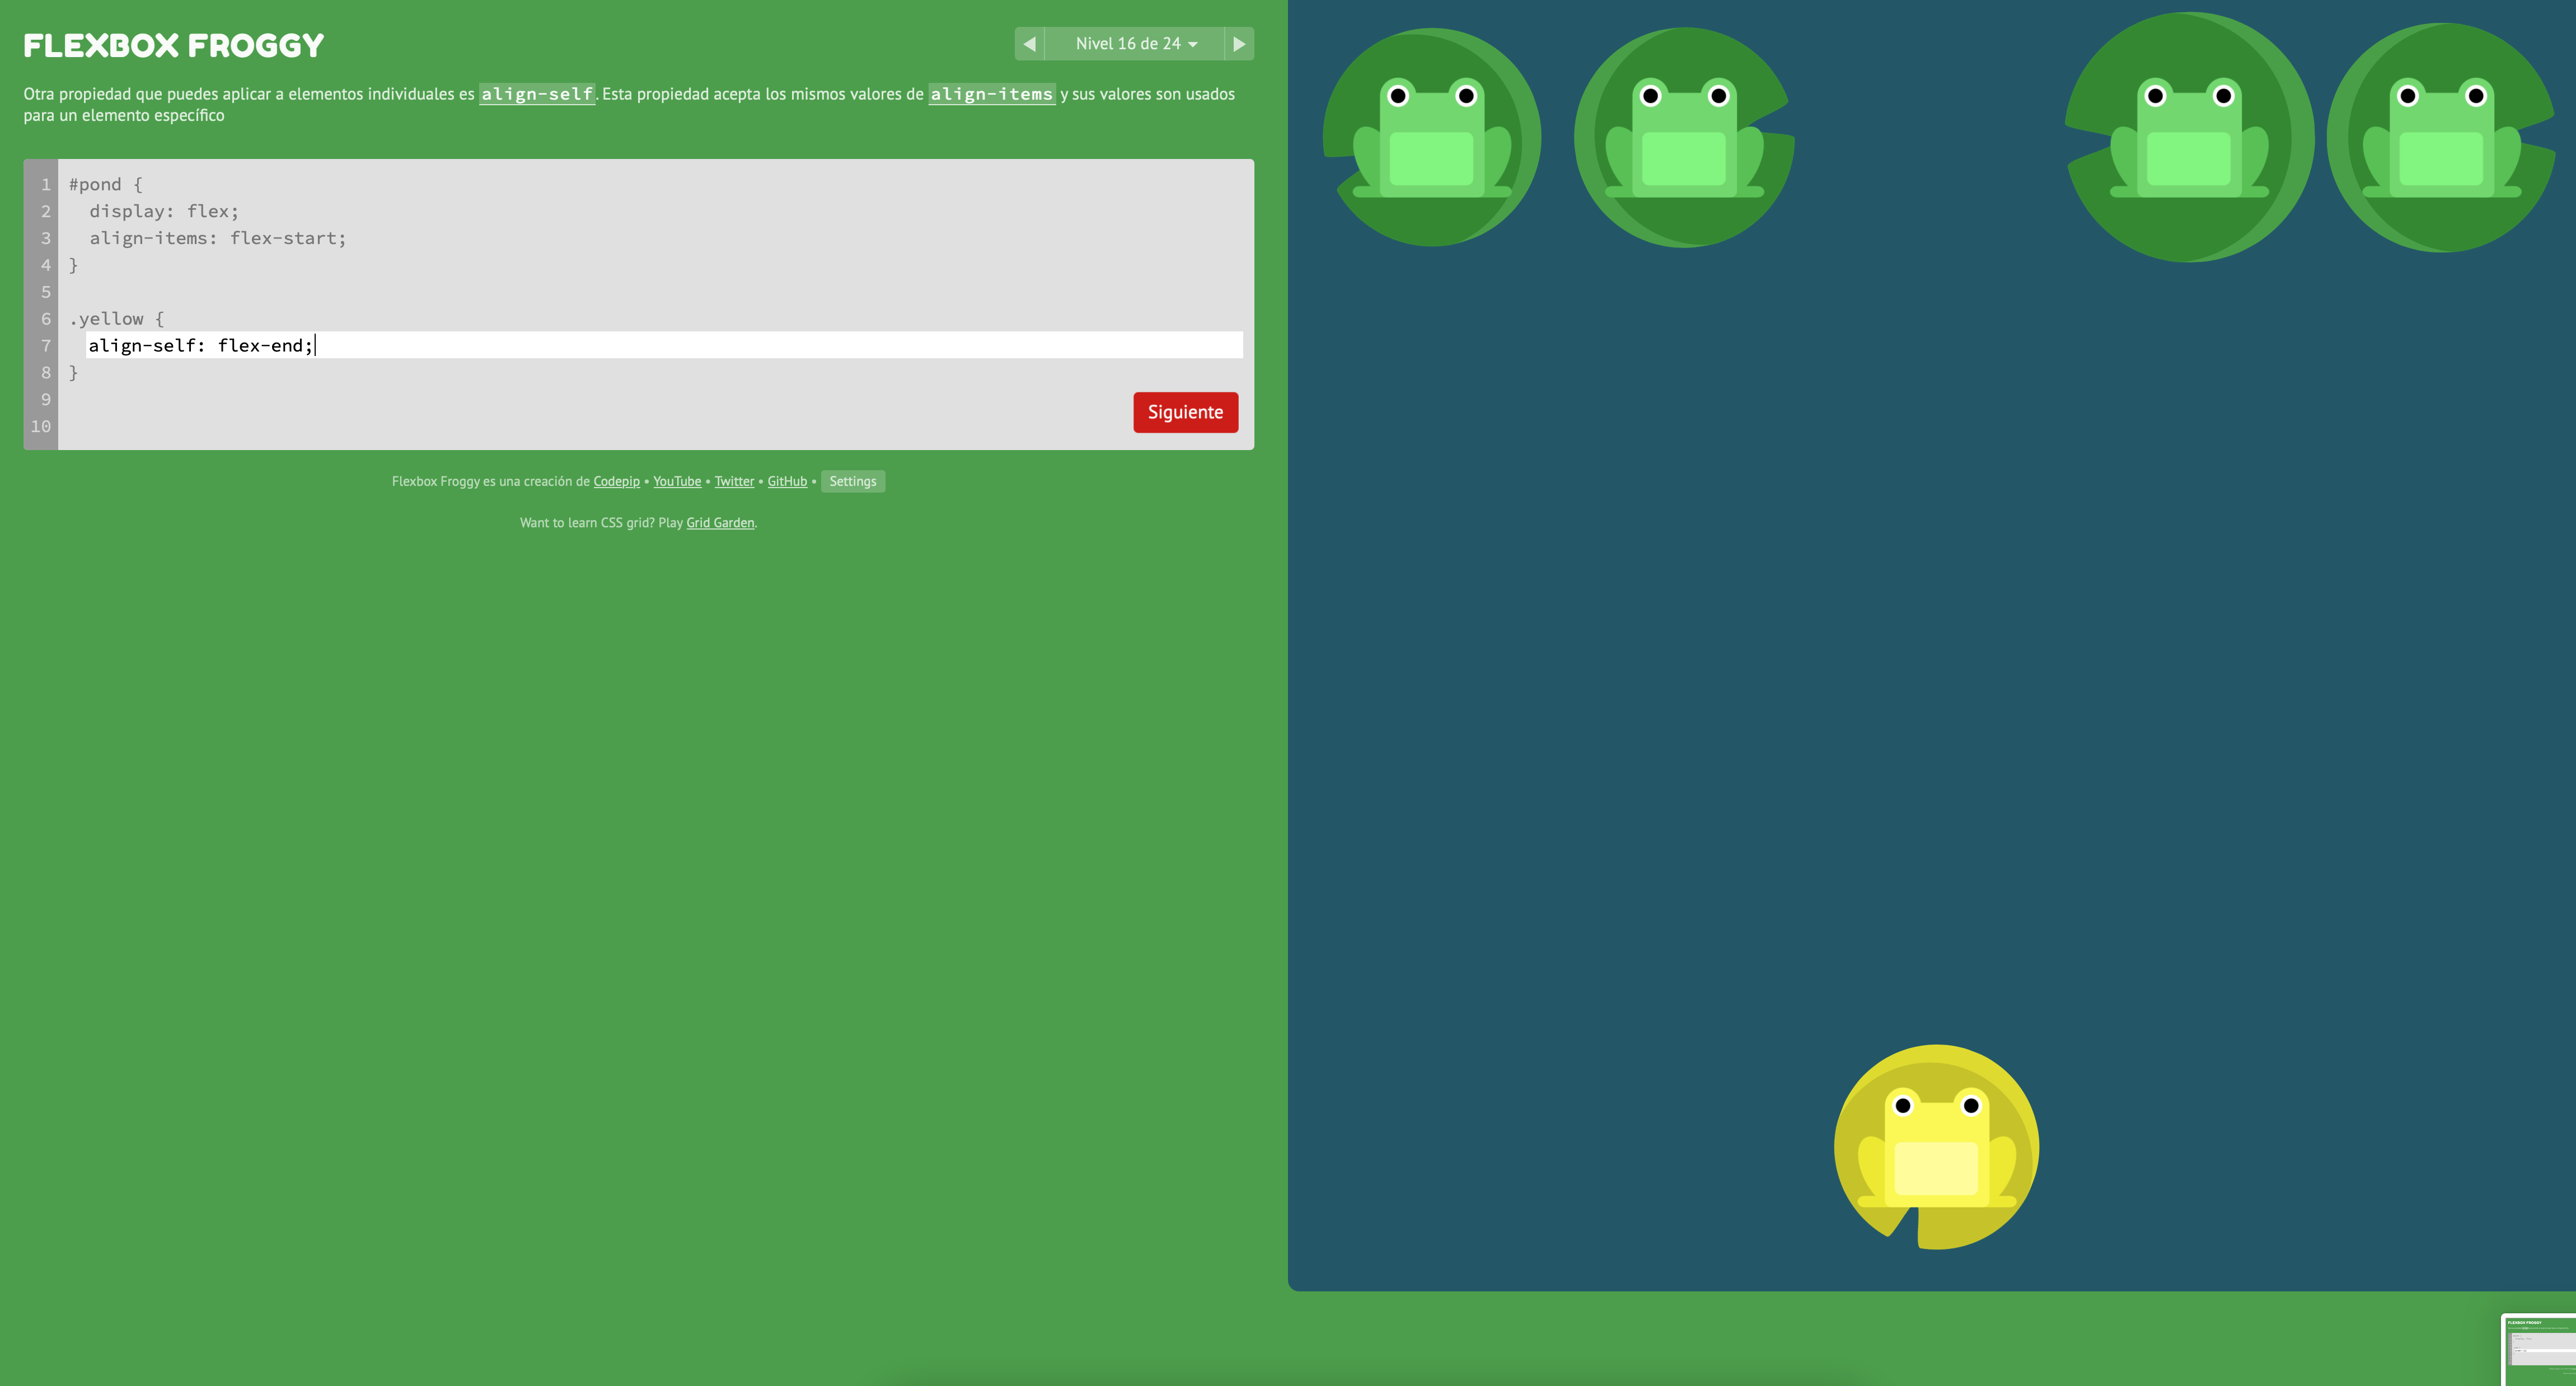 FLEXBOX FROGGY
Nivel 16 de 24
Otra propiedad que puedes aplicar a elementos individuales es align-self. Esta propiedad acepta los mismos valores de align-items y sus valores son usados
para un elemento específico
1 #pond {
2 display: flex;
3 align-items: flex-start;
4 }
5
6 .yellow {
7 align-self: flex-end;
8 }
9
10
Siguiente
Flexbox Froggy es una creación de Codepip • YouTube • Twitter • GitHub • Settings
Want to learn CSS grid? Play Grid Garden.
FLEXBOX FROGGY